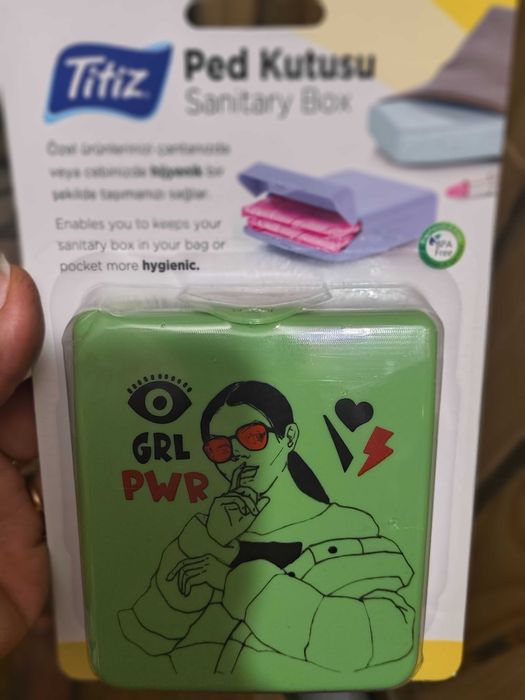 Titiz
Ped Kutusu
Sanitary Box
Özel ürünlerinizi çantanızda
veya cebinizde hijyenik bir
şekilde taşımanızı sağlar.
Enables you to keeps your
sanitary box in your bag or
pocket more hygienic.
BPA
Free
GRL
PWR